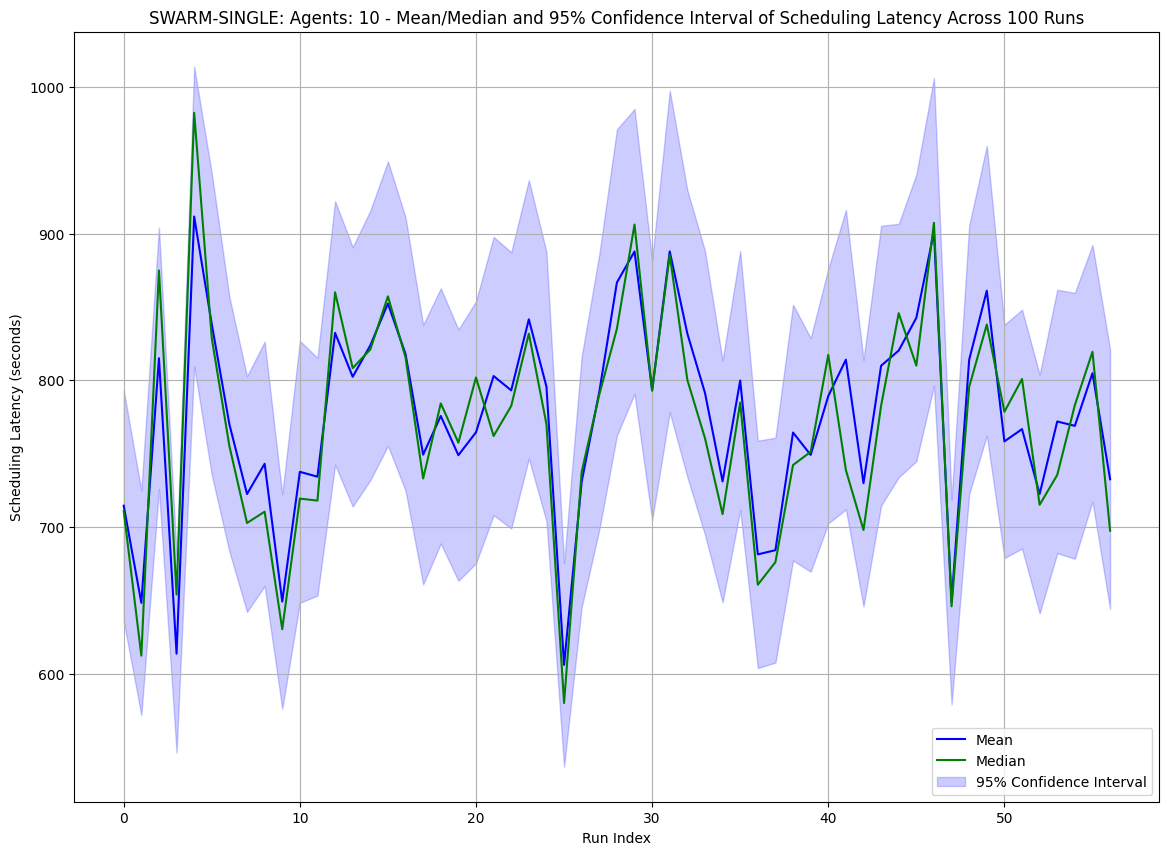 SWARM-SINGLE: Agents: 10 - Mean/Median and 95% Confidence Interval of Scheduling Latency Across 100 Runs
Scheduling Latency (seconds)
1000
900
800
700
600
0
10
20
30
40
50
Run Index
Mean
Median
95% Confidence Interval